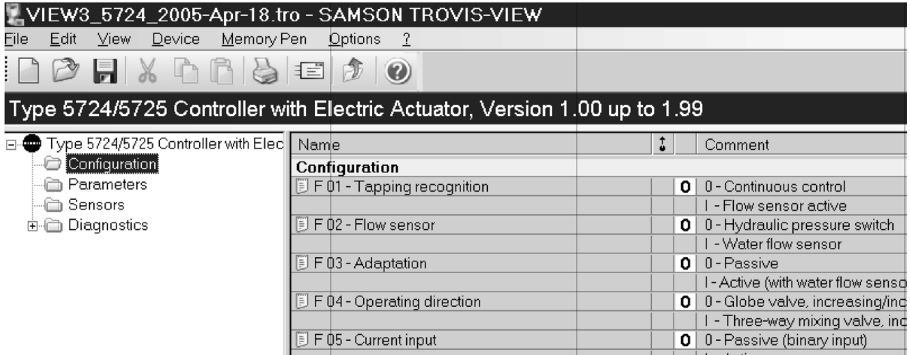 VIEW3_5724_2005-Apr-18.tro - SAMSON TROVIS-VIEW
File Edit View Device Memory Pen Options ?
Type 5724/5725 Controller with Electric Actuator, Version 1.00 up to 1.99
Type 5724/5725 Controller with Elec
Configuration
Parameters
Sensors
Diagnostics
Name Comment
Configuration
F 01 - Tapping recognition 0 0 - Continuous control
I - Flow sensor active
F 02 - Flow sensor 0 0 - Hydraulic pressure switch
I - Water flow sensor
F 03 - Adaptation 0 0 - Passive
I - Active (with water flow senso
F 04 - Operating direction 0 0 - Globe valve, increasing/inc
I - Three-way mixing valve, inc
F 05 - Current input 0 0 - Passive (binary input)